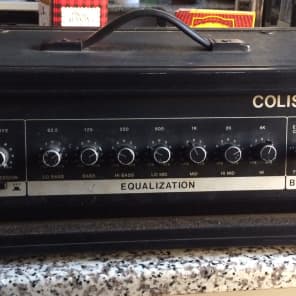 COLIS
62.5 125 250 500 1K 2K 4K
LO BASS BASS HI BASS LO MID MID HI MID HI
EQUALIZATION B